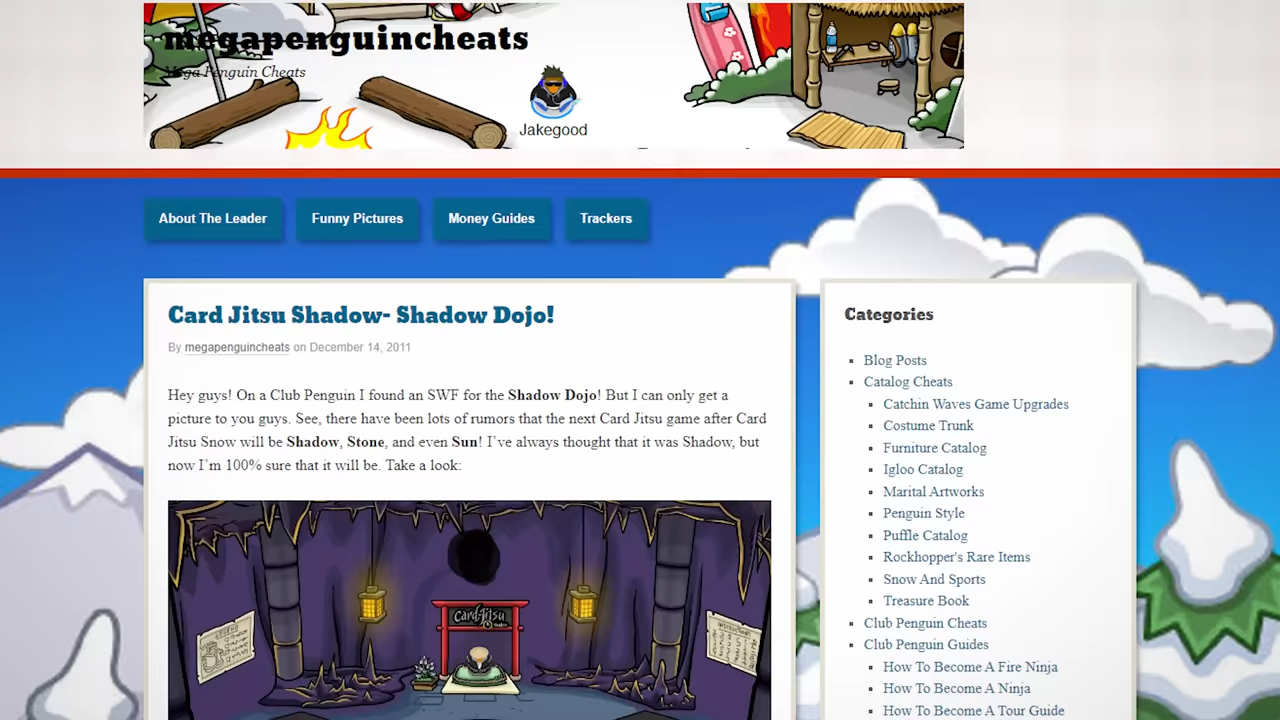 megapenguincheats
Mega Penguin Cheats
Jakegood
About The Leader
Funny Pictures
Money Guides
Trackers
Card Jitsu Shadow- Shadow Dojo!
By megapenguincheats on December 14, 2011
Hey guys! On a Club Penguin I found an SWF for the Shadow Dojo! But I can only get a
picture to you guys. See, there have been lots of rumors that the next Card Jitsu game after Card
Jitsu Snow will be Shadow, Stone, and even Sun! I've always thought that it was Shadow, but
now I'm 100% sure that it will be. Take a look:
Card-Jitsu
Categories
▪ Blog Posts
▪ Catalog Cheats
▪ Catchin Waves Game Upgrades
▪ Costume Trunk
▪ Furniture Catalog
▪ Igloo Catalog
▪ Marital Artworks
▪ Penguin Style
▪ Puffle Catalog
▪ Rockhopper's Rare Items
▪ Snow And Sports
▪ Treasure Book
▪ Club Penguin Cheats
▪ Club Penguin Guides
▪ How To Become A Fire Ninja
▪ How To Become A Ninja
▪ How To Become A Tour Guide